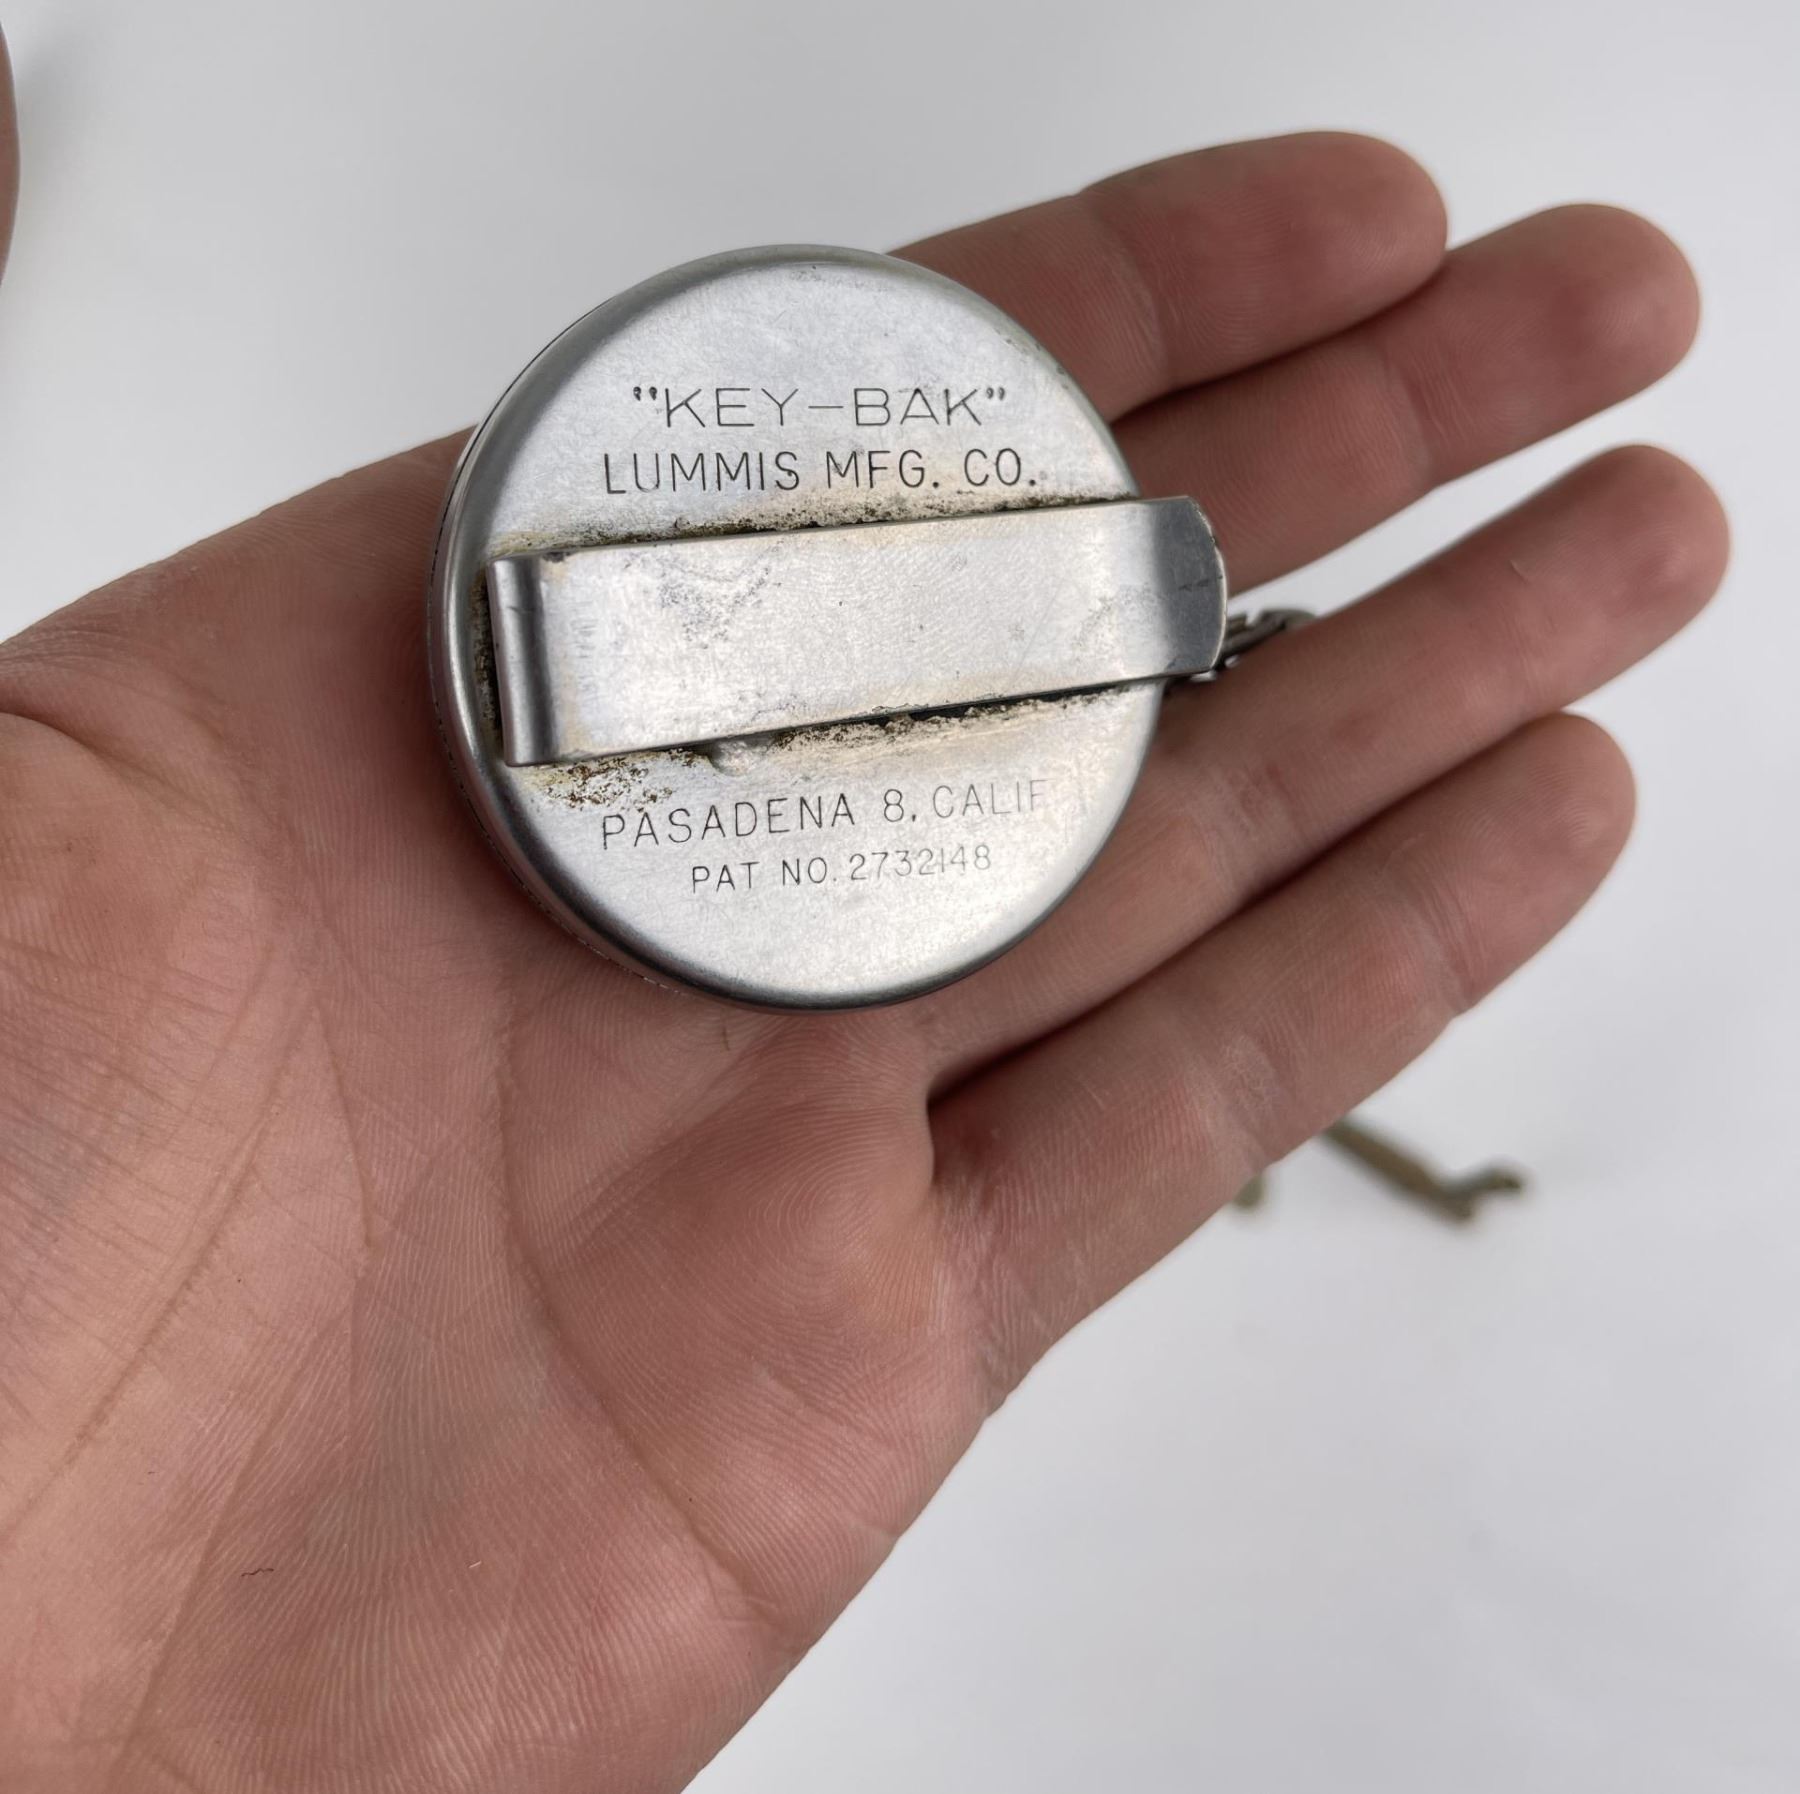 "KEY-BAK"
LUMMIS MFG. CO.
PASADENA 8, CALIF
PAT NO. 2732148